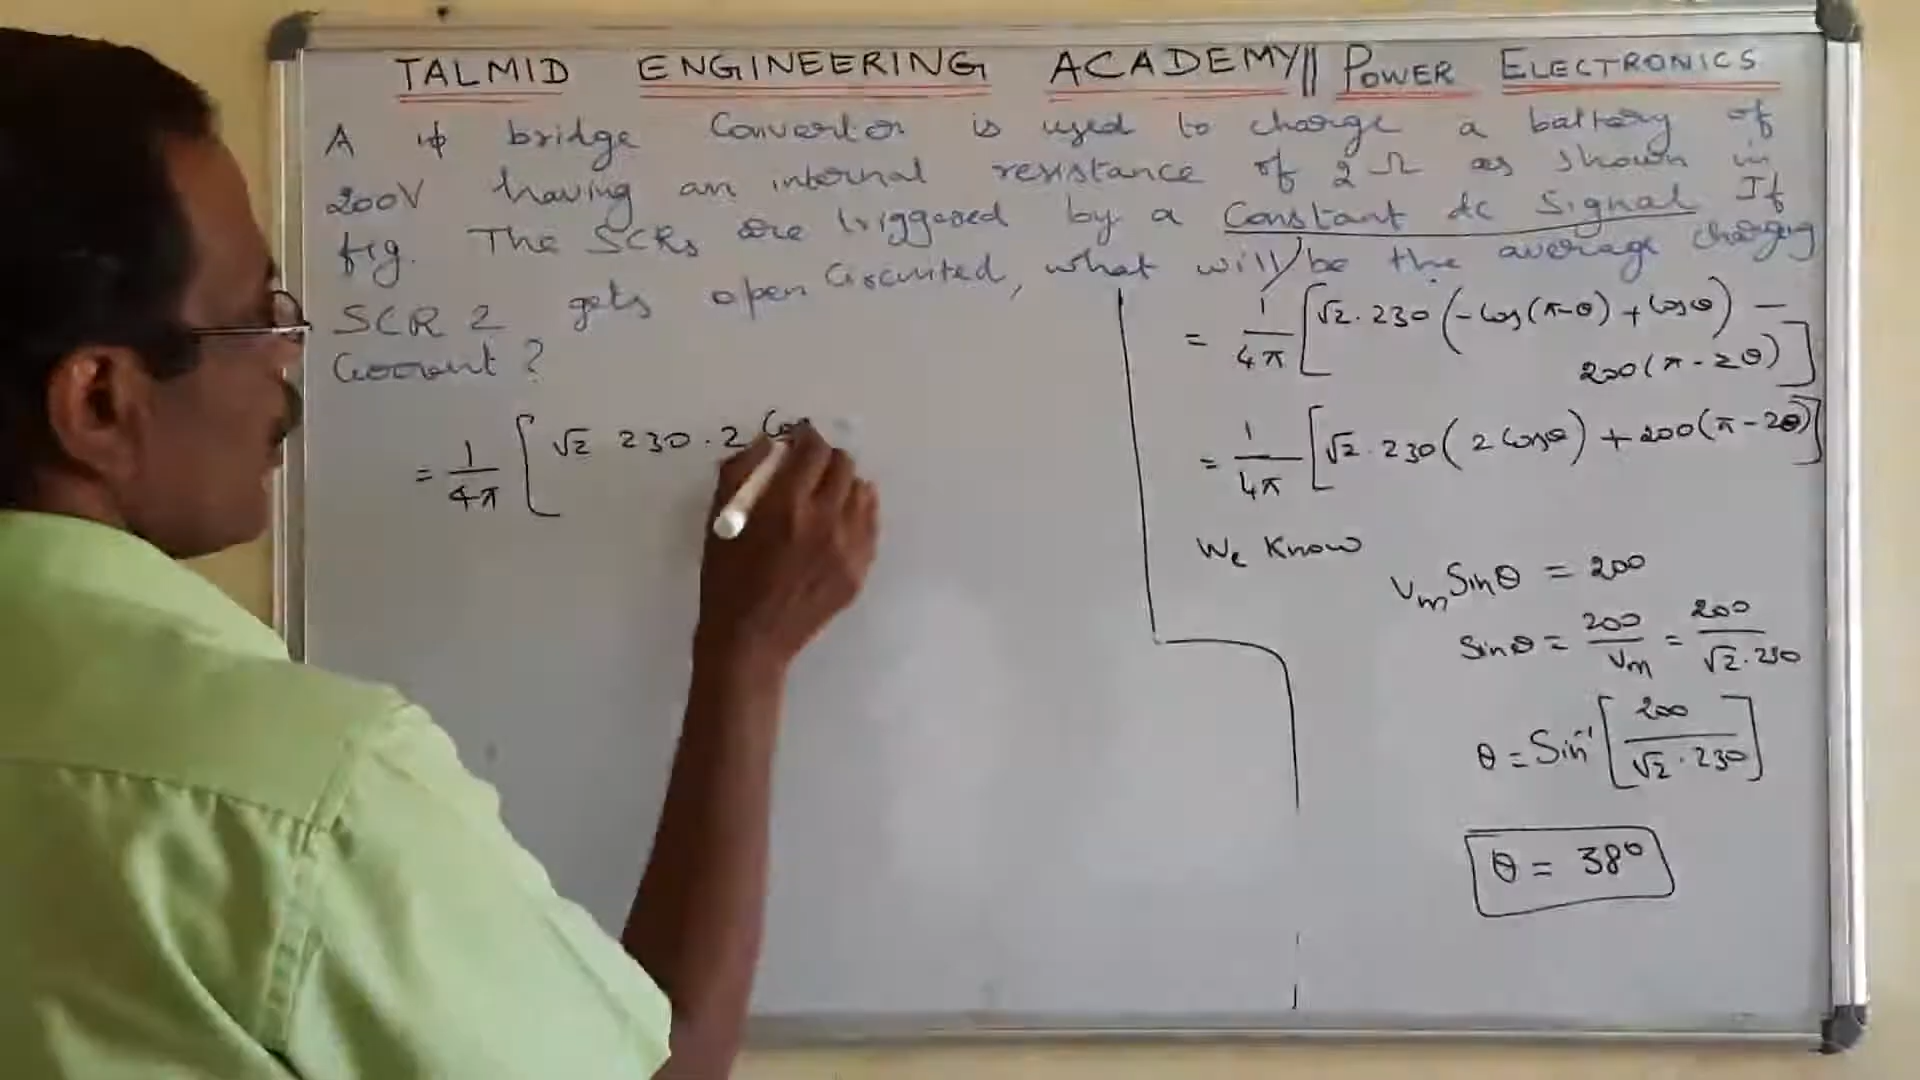 TALMID ENGINEERING ACADEMY || POWER ELECTRONICS
A 1ϕ bridge Converter is used to charge a battery of
200V having an internal resistance of 2Ω as shown in
fig. The SCRs are triggered by a Constant dc Signal If
SCR 2 gets open Circuited, what will be the average charging
Current ?
= 1/4π [ √2 230 . 2 Cos
= 1/4π [ √2 . 230 ( - Cos(π-θ) + Cosθ ) -
200(π - 2θ) ]
= 1/4π [ √2 . 230 ( 2 Cosθ ) + 200(π - 2θ) ]
We Know
Vm Sinθ = 200
Sinθ = 200/Vm = 200/√2 . 230
θ = Sin⁻¹ [ 200/√2 . 230 ]
θ = 38°